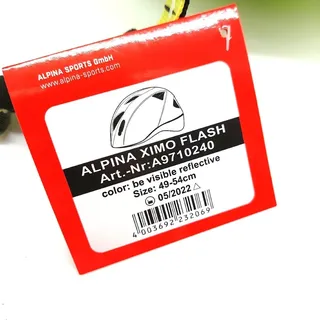 ALPINA SPORTS GmbH
www.alpina-sports.com
ALPINA XIMO FLASH
Art.-Nr:A9710240
color: be visible reflective
Size: 49-54cm
05/2022
4 003692 232069